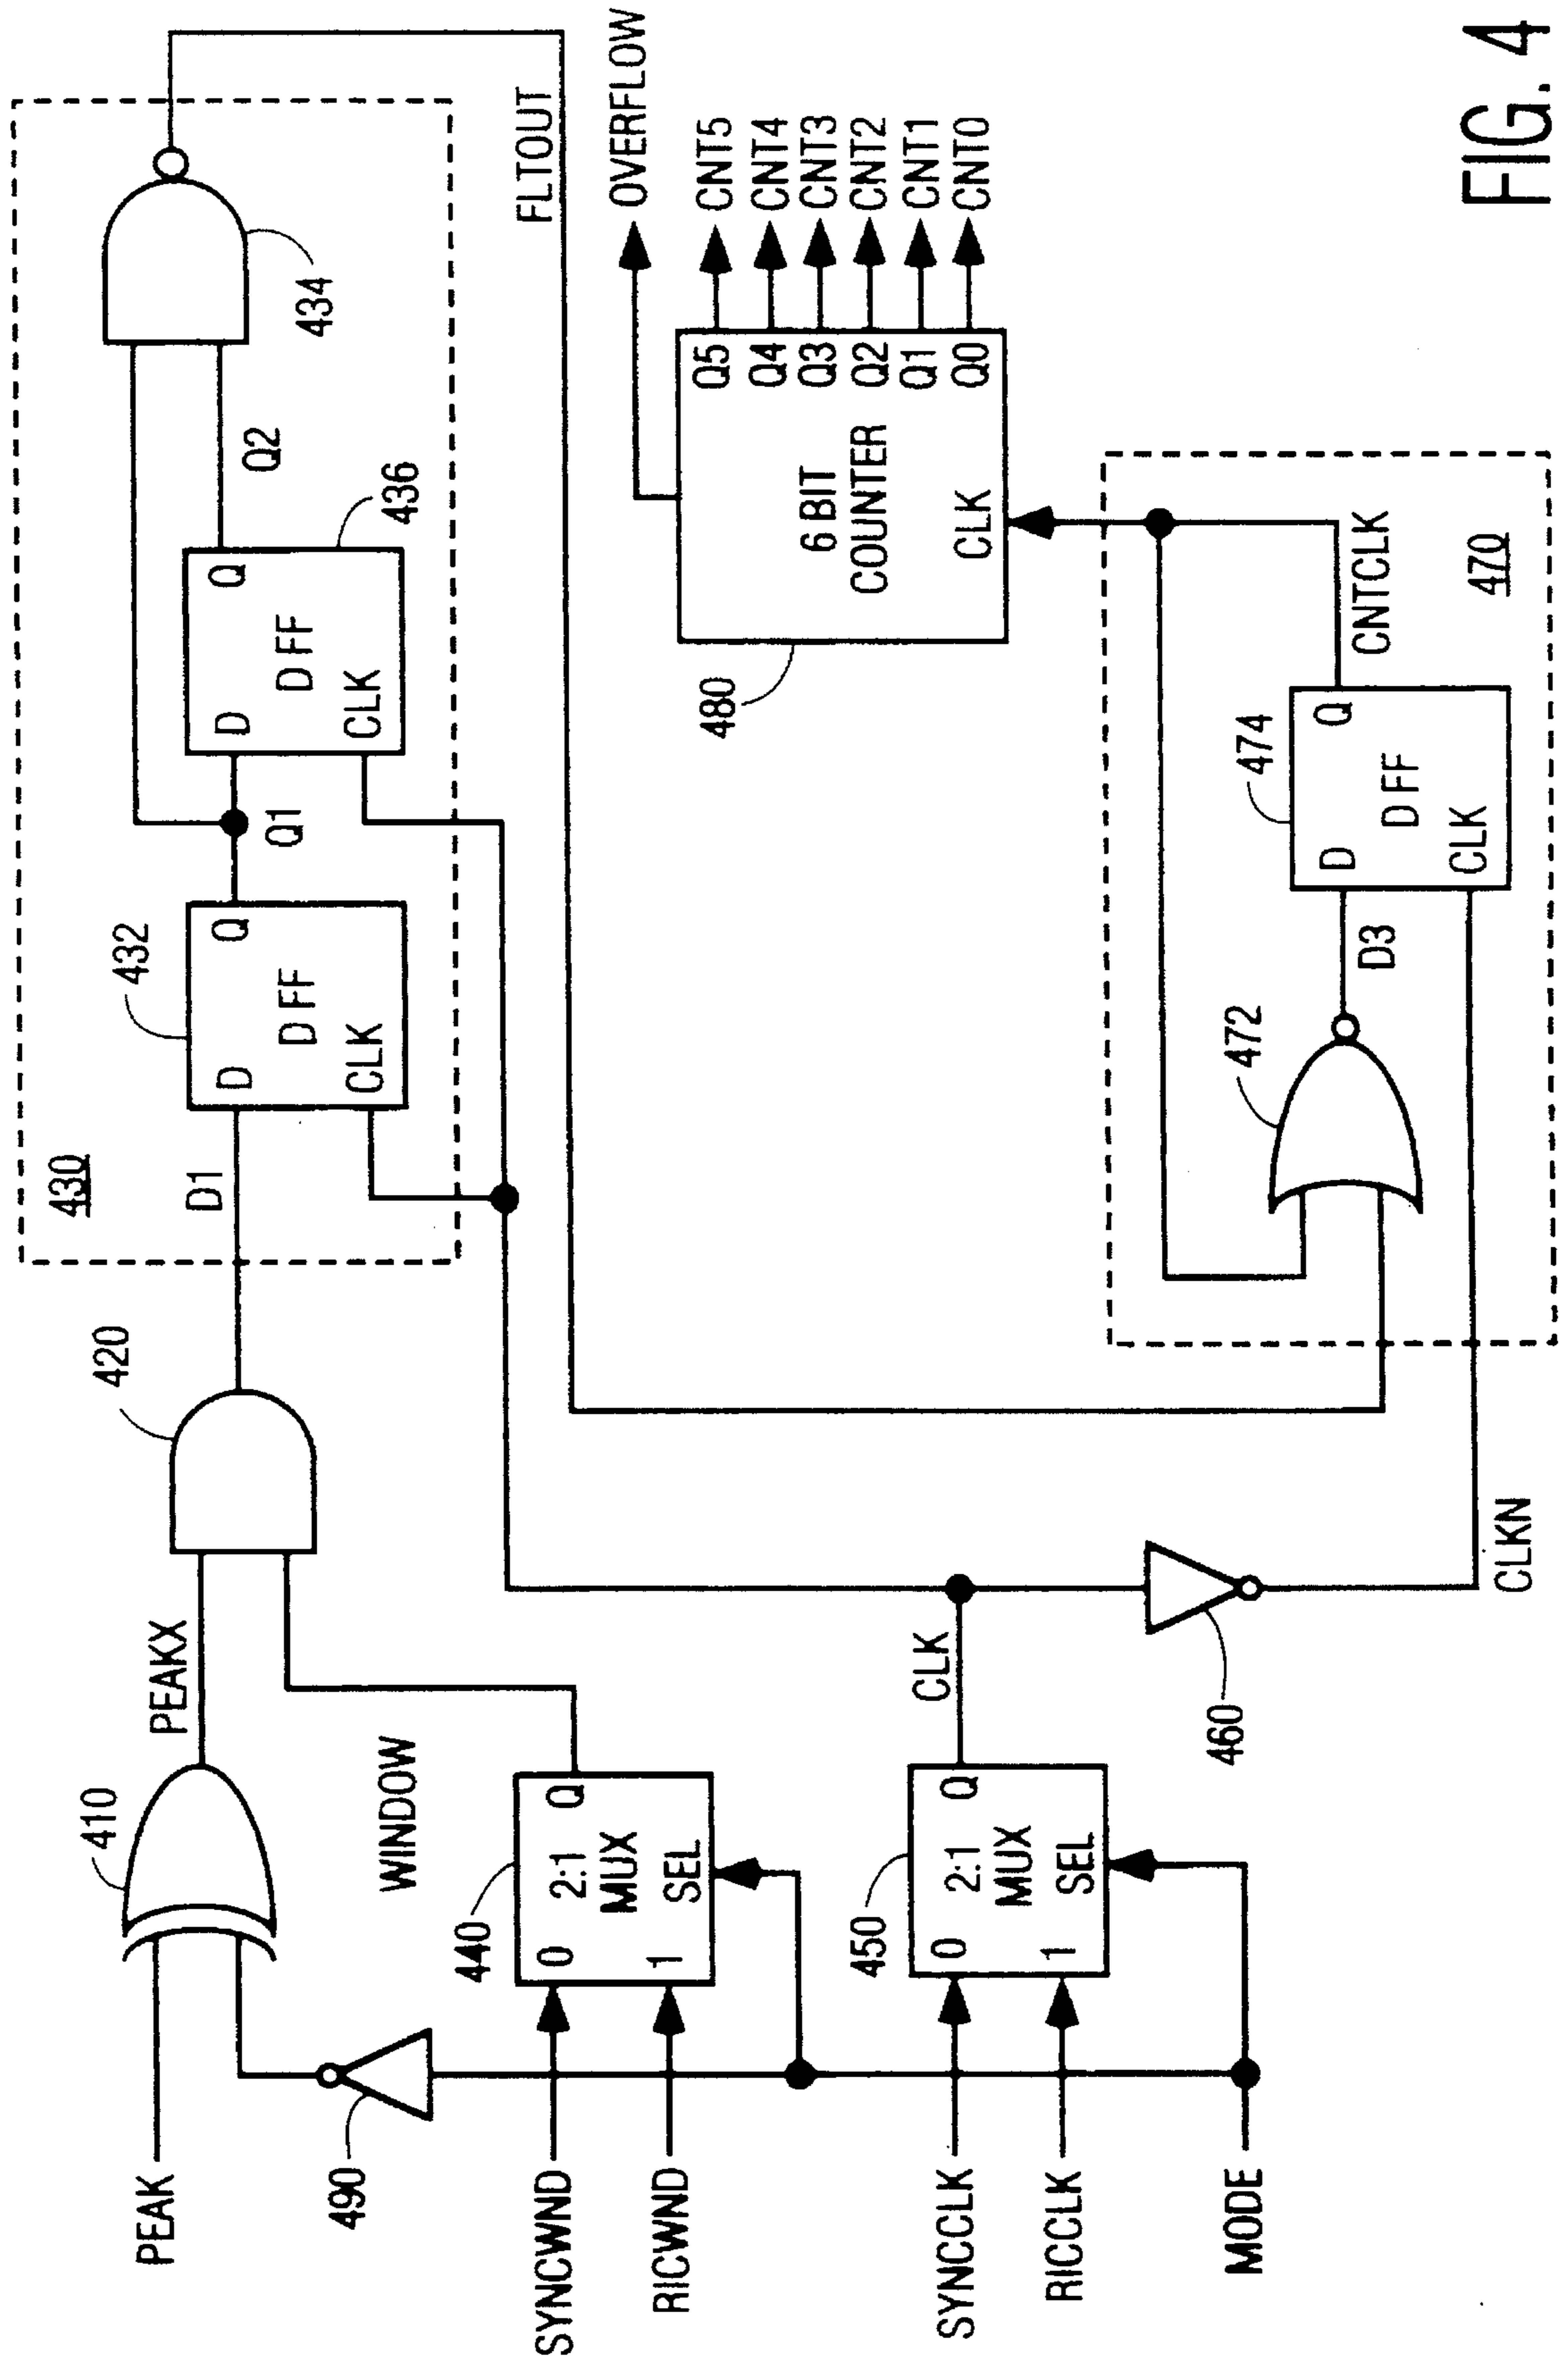 PEAK
490
410
PEAKX
420
D1
430
432
D
Q
D FF
CLK
Q1
436
D
Q
D FF
CLK
Q2
434
FLTOUT
WINDOW
440
SYNCWND
RICWND
0
1
2:1
MUX
Q
SEL
450
SYNCCLK
RICCLK
0
1
2:1
MUX
Q
SEL
MODE
CLK
460
CLKN
472
D3
474
D
Q
D FF
CLK
CNTCLK
470
480
6 BIT
COUNTER
CLK
Q5
Q4
Q3
Q2
Q1
Q0
OVERFLOW
CNT5
CNT4
CNT3
CNT2
CNT1
CNT0
FIG. 4